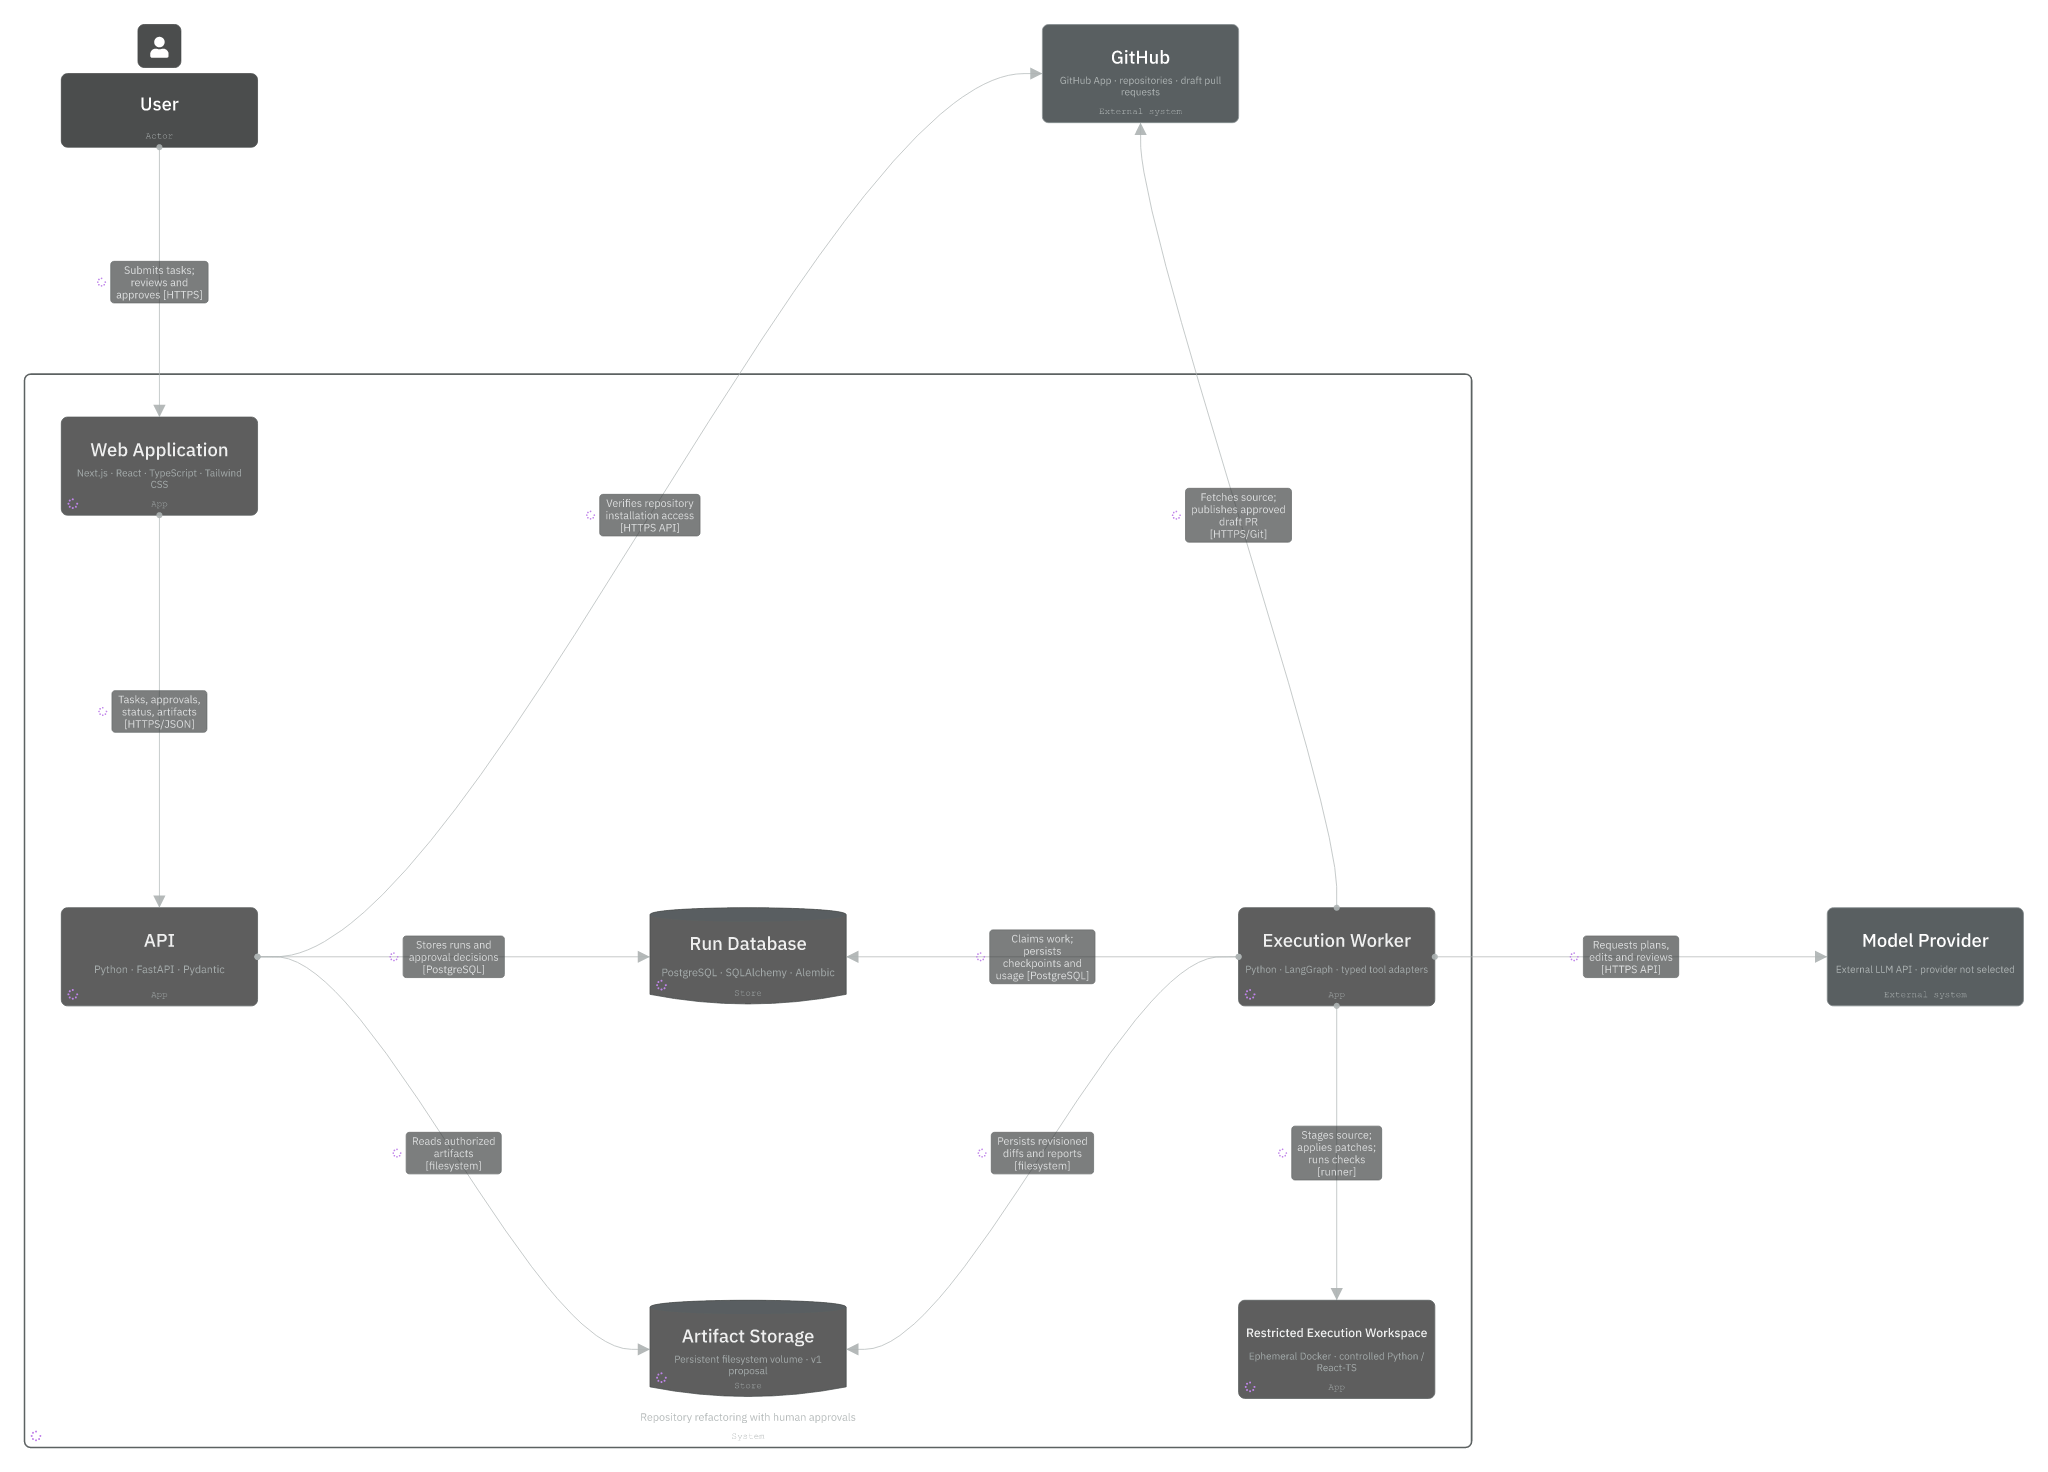 User
Actor
GitHub
GitHub App · repositories · draft pull
requests
External system
Submits tasks;
reviews and
approves [HTTPS]
Web Application
Next.js · React · TypeScript · Tailwind
CSS
App
Verifies repository
installation access
[HTTPS API]
Fetches source;
publishes approved
draft PR
[HTTPS/Git]
Tasks, approvals,
status, artifacts
[HTTPS/JSON]
API
Python · FastAPI · Pydantic
App
Stores runs and
approval decisions
[PostgreSQL]
Run Database
PostgreSQL · SQLAlchemy · Alembic
Store
Claims work;
persists
checkpoints and
usage [PostgreSQL]
Execution Worker
Python · LangGraph · typed tool adapters
App
Requests plans,
edits and reviews
[HTTPS API]
Model Provider
External LLM API · provider not selected
External system
Reads authorized
artifacts
[filesystem]
Persists revisioned
diffs and reports
[filesystem]
Stages source;
applies patches;
runs checks
[runner]
Artifact Storage
Persistent filesystem volume · v1
proposal
Store
Restricted Execution Workspace
Ephemeral Docker · controlled Python /
React-TS
App
Repository refactoring with human approvals
System